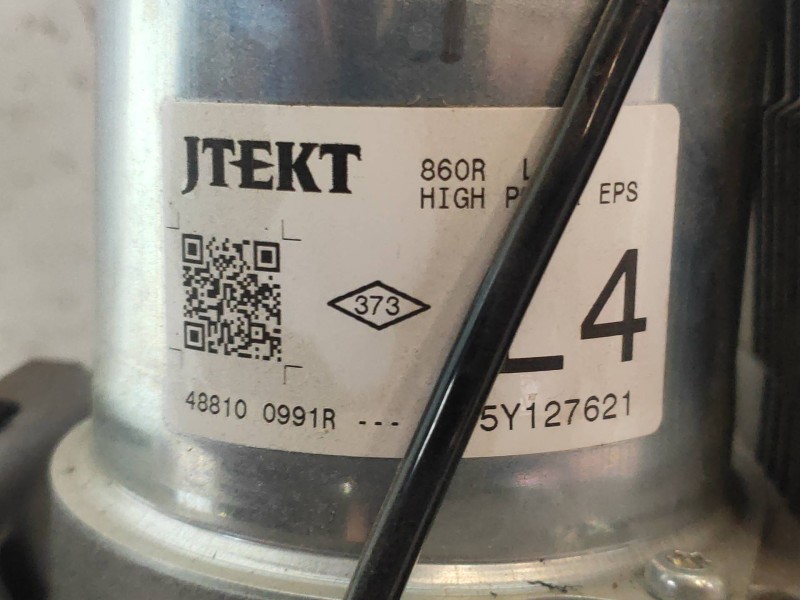 JTEKT
860R
HIGH EPS
373
4
48810 0991R --- 5Y127621